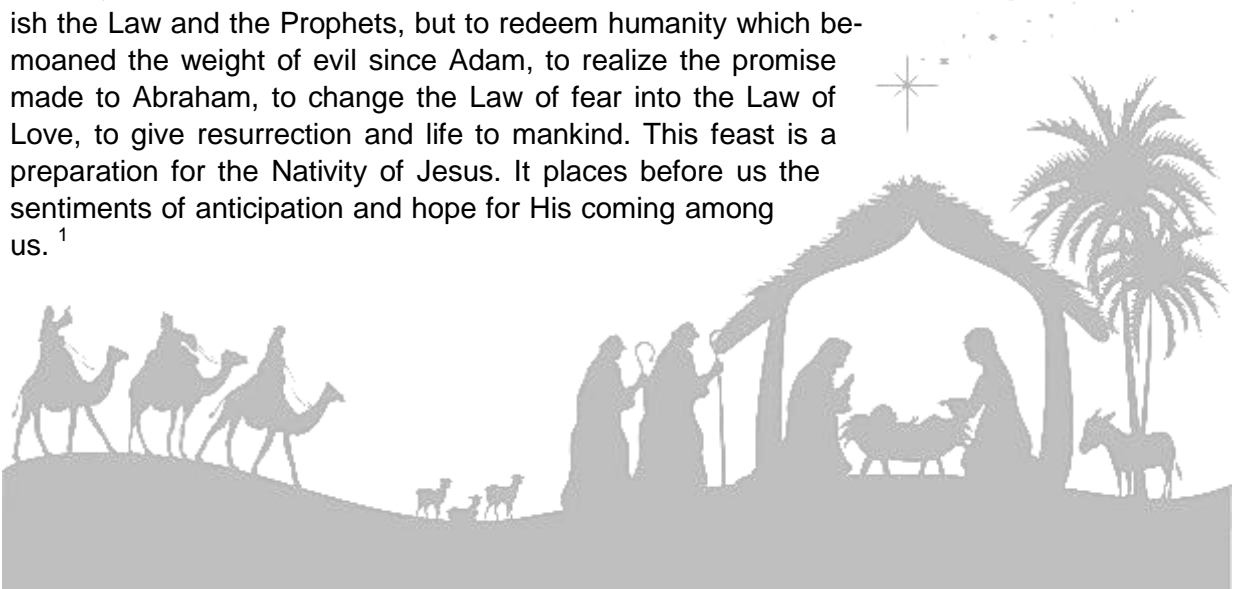 ish the Law and the Prophets, but to redeem humanity which be-
moaned the weight of evil since Adam, to realize the promise
made to Abraham, to change the Law of fear into the Law of
Love, to give resurrection and life to mankind. This feast is a
preparation for the Nativity of Jesus. It places before us the
sentiments of anticipation and hope for His coming among
us. 1